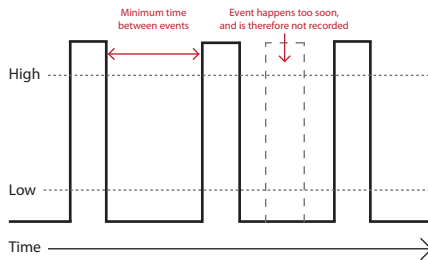 Minimum time
between events
Event happens too soon,
and is therefore not recorded
High
Low
Time